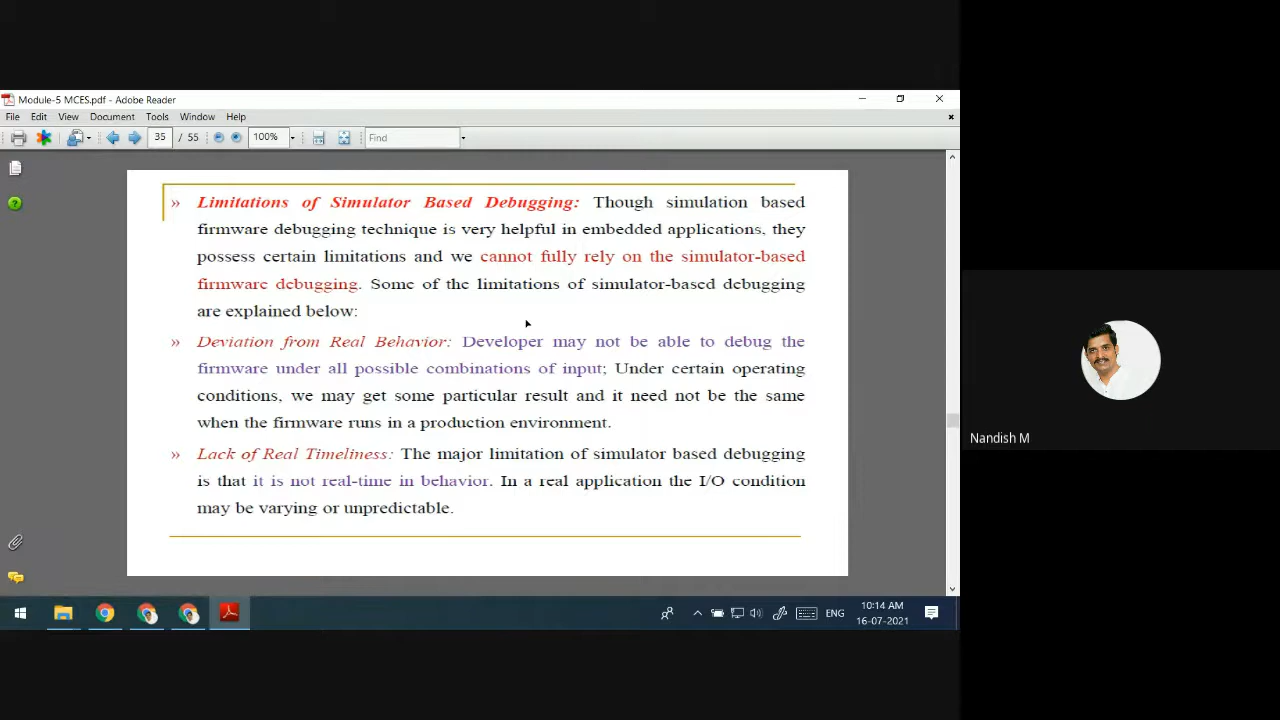 Module-5 MCES.pdf - Adobe Reader
File Edit View Document Tools Window Help
35 / 55 100% Find
» Limitations of Simulator Based Debugging: Though simulation based
firmware debugging technique is very helpful in embedded applications, they
possess certain limitations and we cannot fully rely on the simulator-based
firmware debugging. Some of the limitations of simulator-based debugging
are explained below:
» Deviation from Real Behavior: Developer may not be able to debug the
firmware under all possible combinations of input; Under certain operating
conditions, we may get some particular result and it need not be the same
when the firmware runs in a production environment.
» Lack of Real Timeliness: The major limitation of simulator based debugging
is that it is not real-time in behavior. In a real application the I/O condition
may be varying or unpredictable.
Nandish M
ENG
10:14 AM
16-07-2021